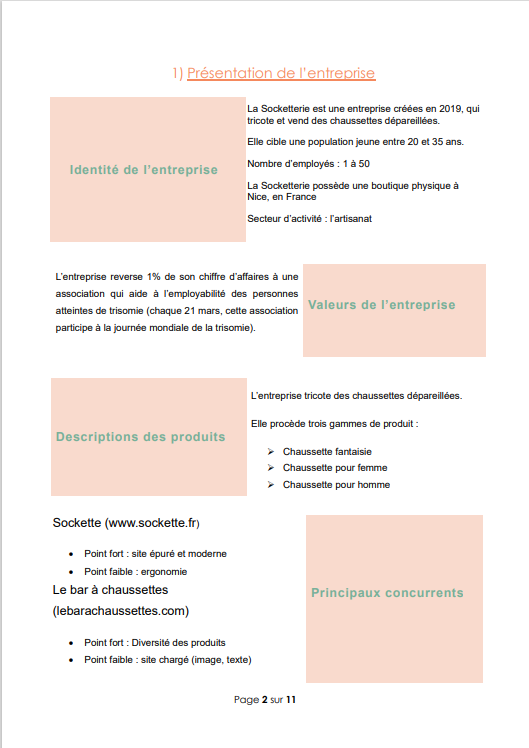 1) Présentation de l’entreprise
Identité de l’entreprise
La Socketterie est une entreprise créées en 2019, qui
tricote et vend des chaussettes dépareillées.
Elle cible une population jeune entre 20 et 35 ans.
Nombre d’employés : 1 à 50
La Socketterie possède une boutique physique à
Nice, en France
Secteur d’activité : l’artisanat
L’entreprise reverse 1% de son chiffre d’affaires à une
association qui aide à l’employabilité des personnes
atteintes de trisomie (chaque 21 mars, cette association
participe à la journée mondiale de la trisomie).
Valeurs de l’entreprise
Descriptions des produits
L’entreprise tricote des chaussettes dépareillées.
Elle procède trois gammes de produit :
➢ Chaussette fantaisie
➢ Chaussette pour femme
➢ Chaussette pour homme
Sockette (www.sockette.fr)
• Point fort : site épuré et moderne
• Point faible : ergonomie
Le bar à chaussettes
(lebarachaussettes.com)
• Point fort : Diversité des produits
• Point faible : site chargé (image, texte)
Principaux concurrents
Page 2 sur 11